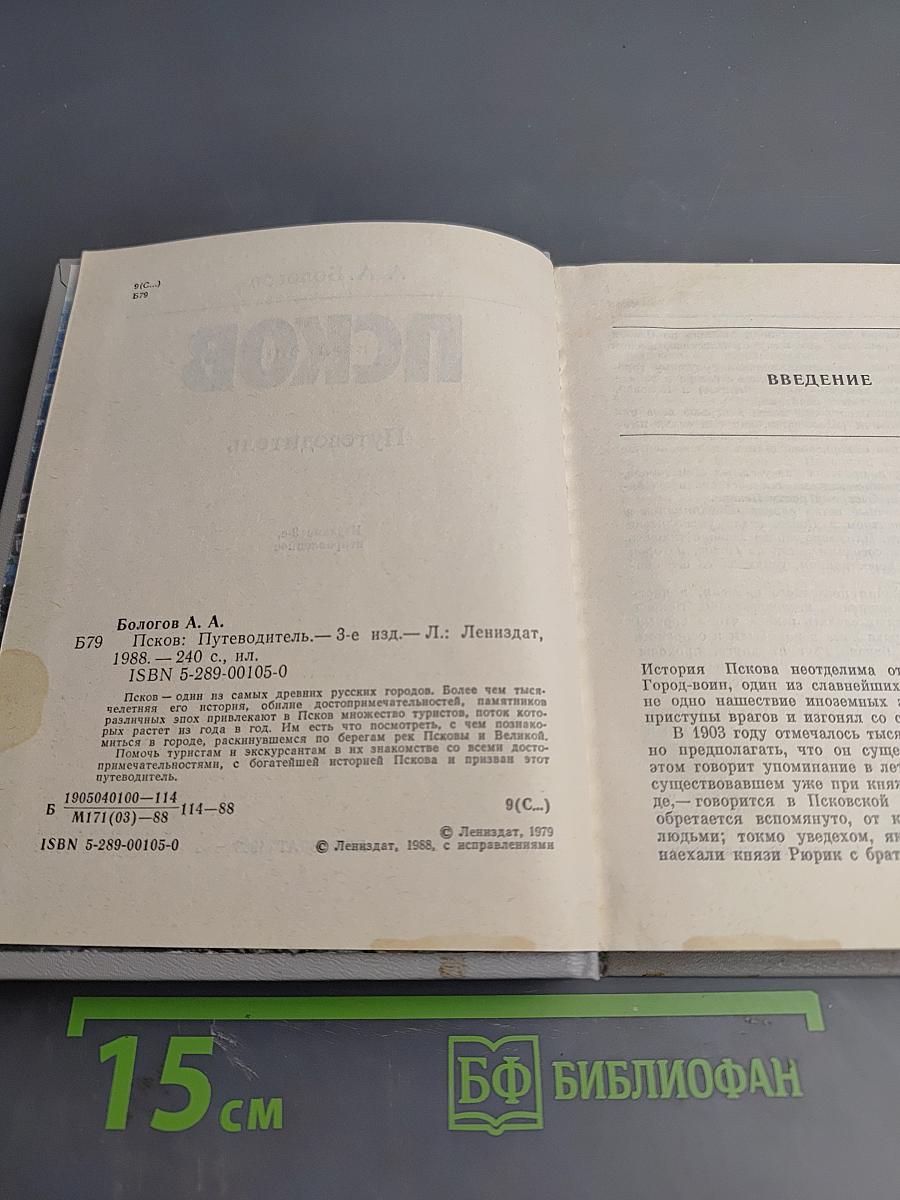 9(С...)
Б79
Бологов А. А.
Б79 Псков: Путеводитель.— 3-е изд.— Л.: Лениздат,
1988. — 240 с., ил.
ISBN 5-289-00105-0
Псков — один из самых древних русских городов. Более чем тыся-
челетняя его история, обилие достопримечательностей, памятников
различных эпох привлекают в Псков множество туристов, поток кото-
рых растет из года в год. Им есть что посмотреть, с чем познако-
миться в городе, раскинувшемся по берегам рек Псковы и Великой.
Помочь туристам и экскурсантам в их знакомстве со всеми досто-
примечательностями, с богатейшей историей Пскова и призван этот
путеводитель.
Б 1905040100—114
М171(03)—88 114—88
9(С...)
© Лениздат, 1979
ISBN 5-289-00105-0
© Лениздат, 1988, с исправлениями
ВВЕДЕНИЕ
История Пскова неотделима от
Город-воин, один из славнейших
не одно нашествие иноземных
приступы врагов и изгонял со с
В 1903 году отмечалось тыся
но предполагать, что он суще
этом говорит упоминание в лет
существовавшем уже при княж
де,— говорится в Псковской
обретается вспомянуто, от к
людьми; токмо уведехом, як
наехали князи Рюрик с брат
15 см
БФ БИБЛИОФАН